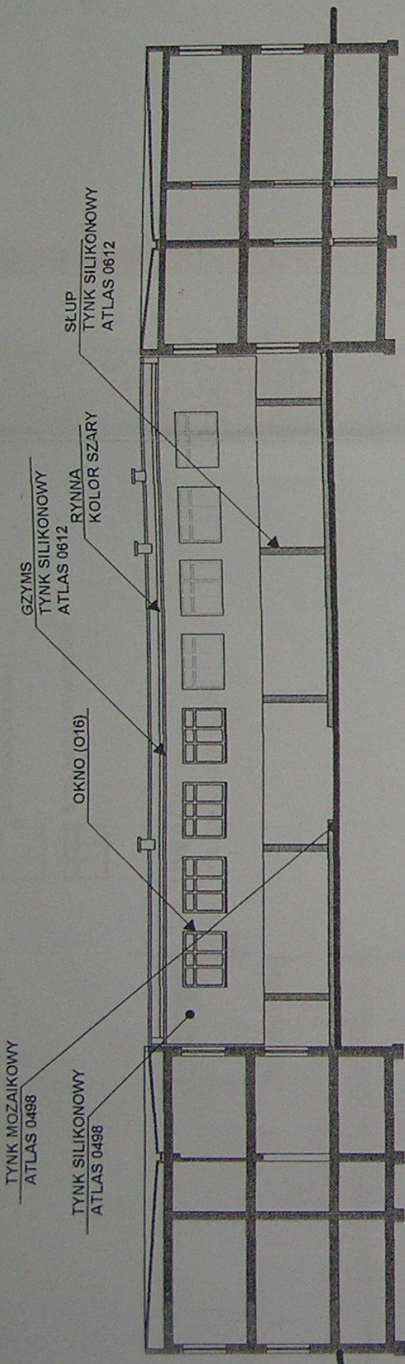 TYNK MOZAIKOWY
ATLAS 0498
TYNK SILIKONOWY
ATLAS 0498
OKNO (O16)
GZYMS
TYNK SILIKONOWY
ATLAS 0612
RYNNA
KOLOR SZARY
SŁUP
TYNK SILIKONOWY
ATLAS 0612